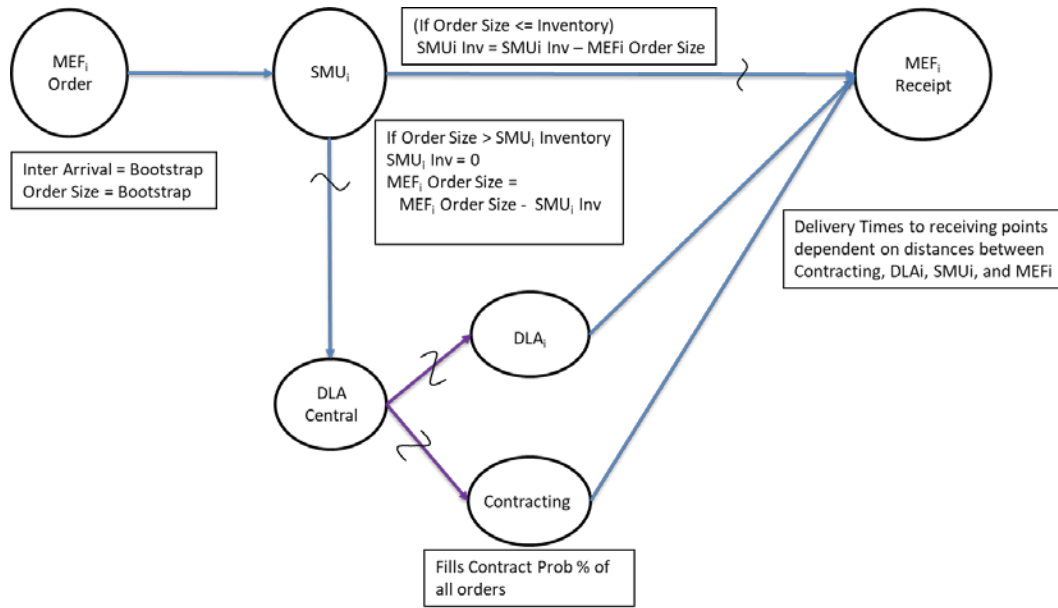 MEFᵢ
Order
SMUᵢ
(If Order Size <= Inventory)
SMUi Inv = SMUi Inv – MEFi Order Size
MEFᵢ
Receipt
Inter Arrival = Bootstrap
Order Size = Bootstrap
If Order Size > SMUᵢ Inventory
SMUᵢ Inv = 0
MEFᵢ Order Size =
MEFᵢ Order Size - SMUᵢ Inv
Delivery Times to receiving points
dependent on distances between
Contracting, DLAi, SMUi, and MEFi
DLAᵢ
DLA
Central
Contracting
Fills Contract Prob % of
all orders